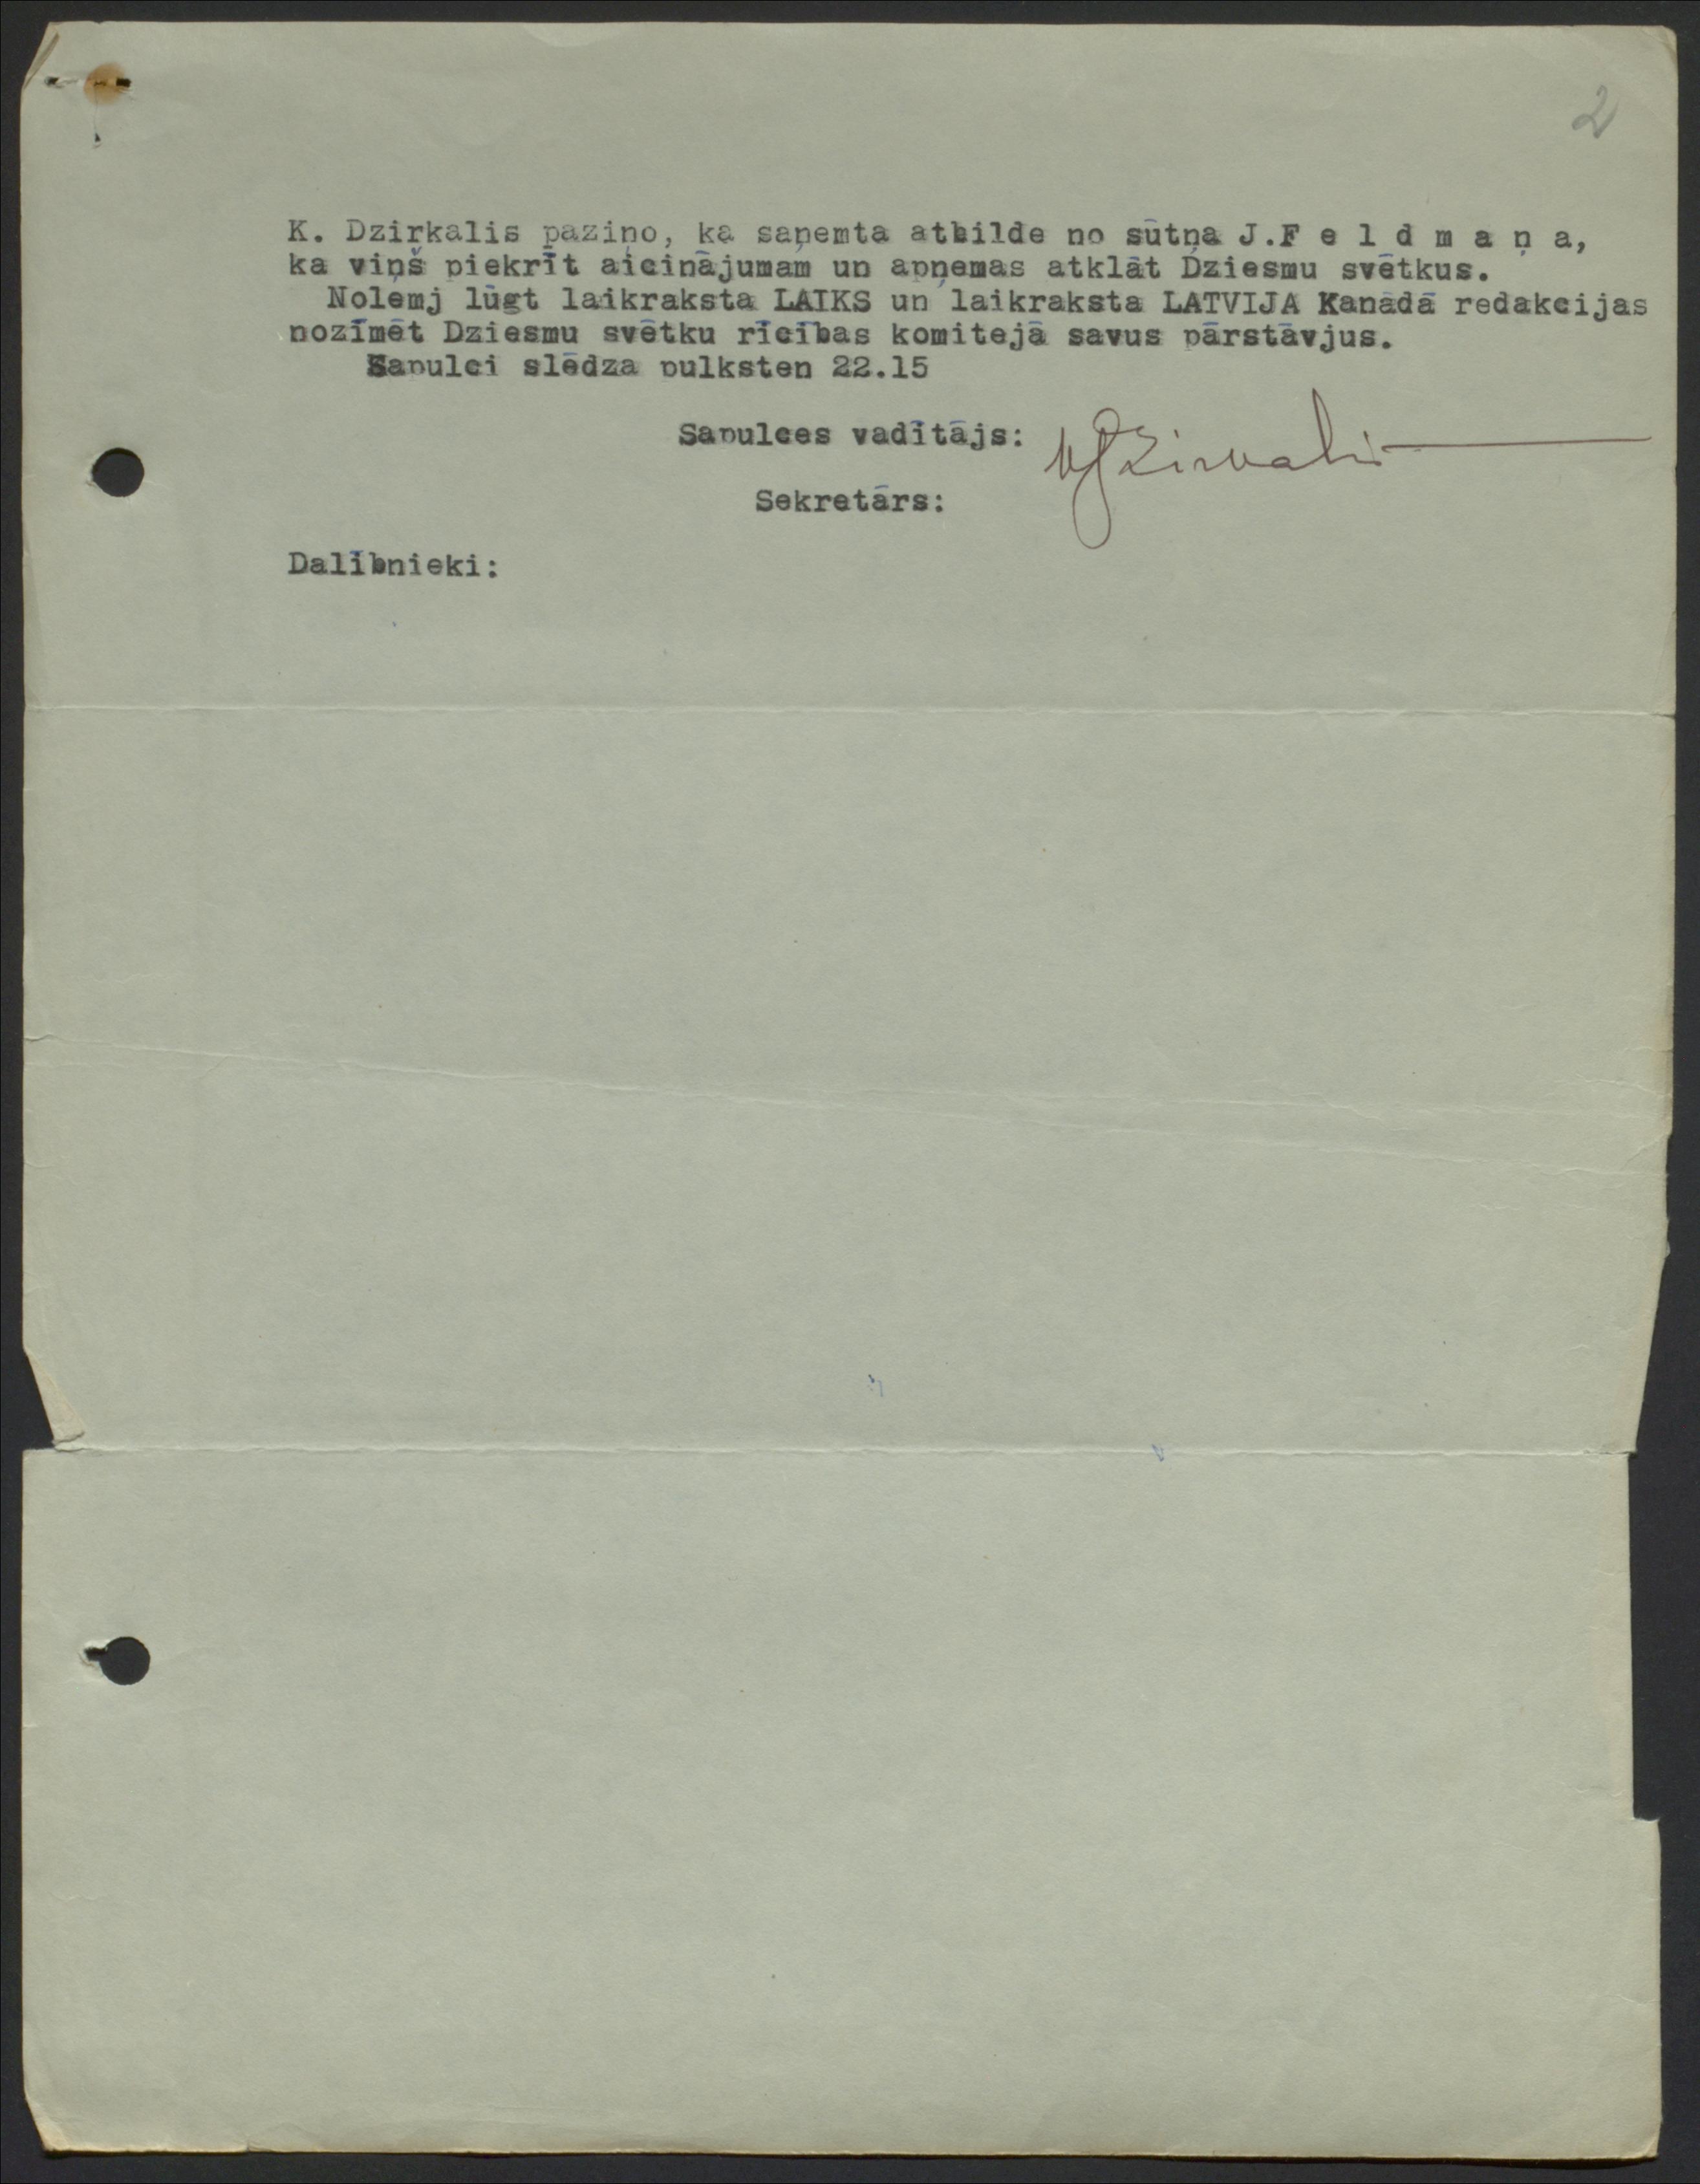 2
K. Dzirkalis paziņo, ka saņemta atbilde no sūtņa J.F e l d m a ņ a,
ka viņš piekrīt aicinājumam un apņemas atklāt Dziesmu svētkus.
Nolemj lūgt laikraksta LAIKS un laikraksta LATVIJA Kanādā redakcijas
nozīmēt Dziesmu svētku rīcības komitejā savus pārstāvjus.
Sapulci slēdza pulksten 22.15
Sapulces vadītājs:
Sekretārs:
Dalībnieki: